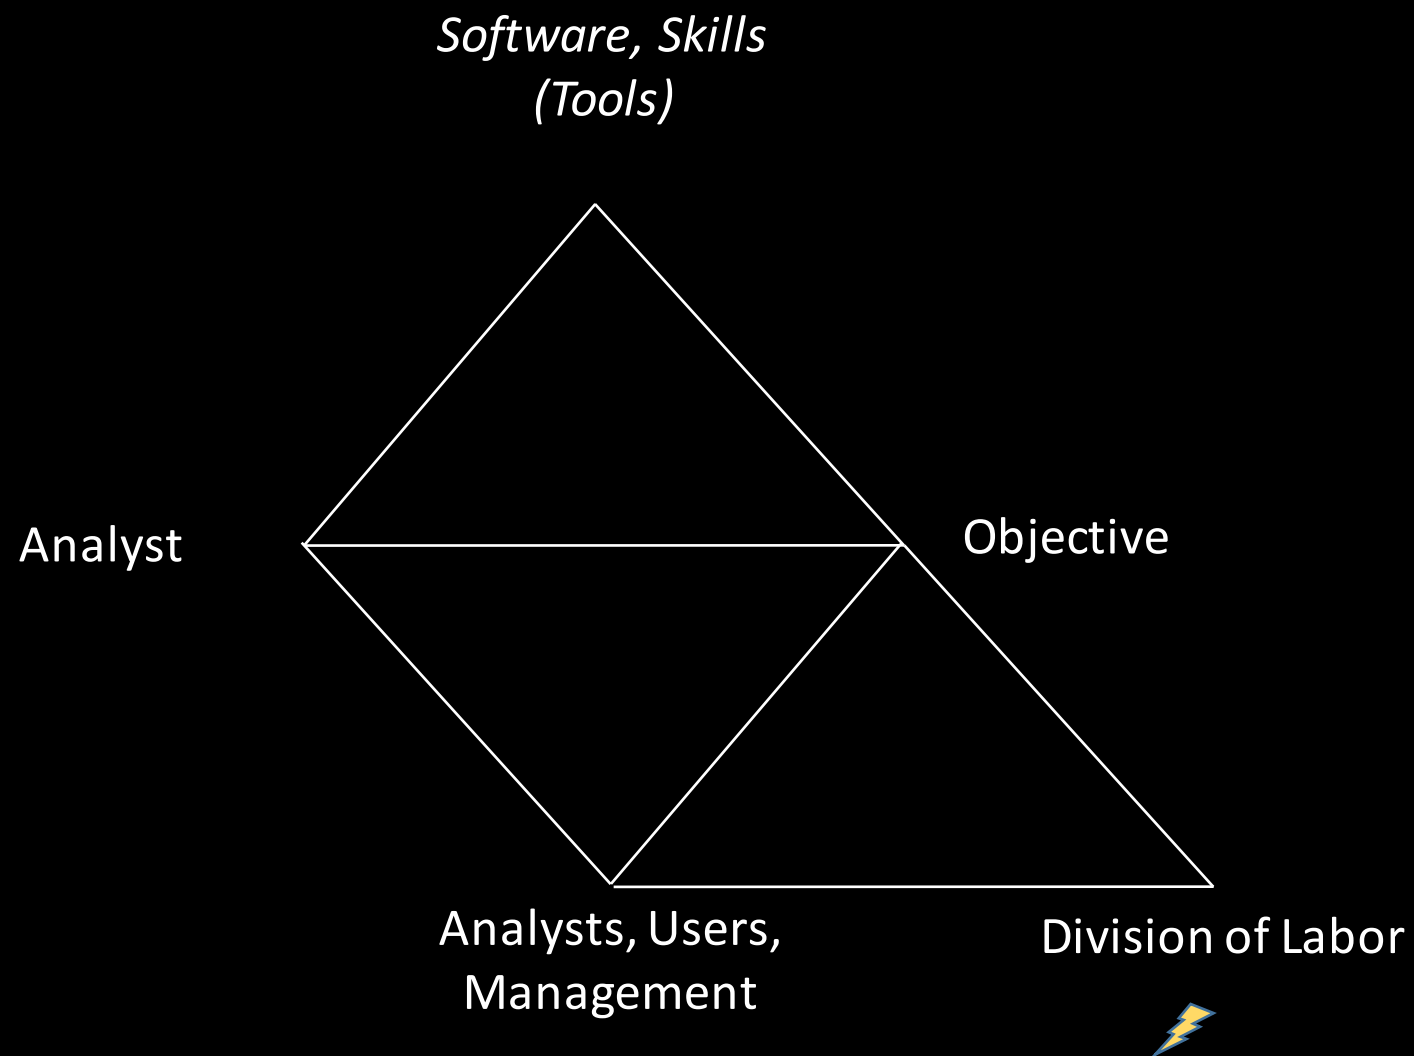 Software, Skills
(Tools)
Analyst
Objective
Analysts, Users,
Management
Division of Labor